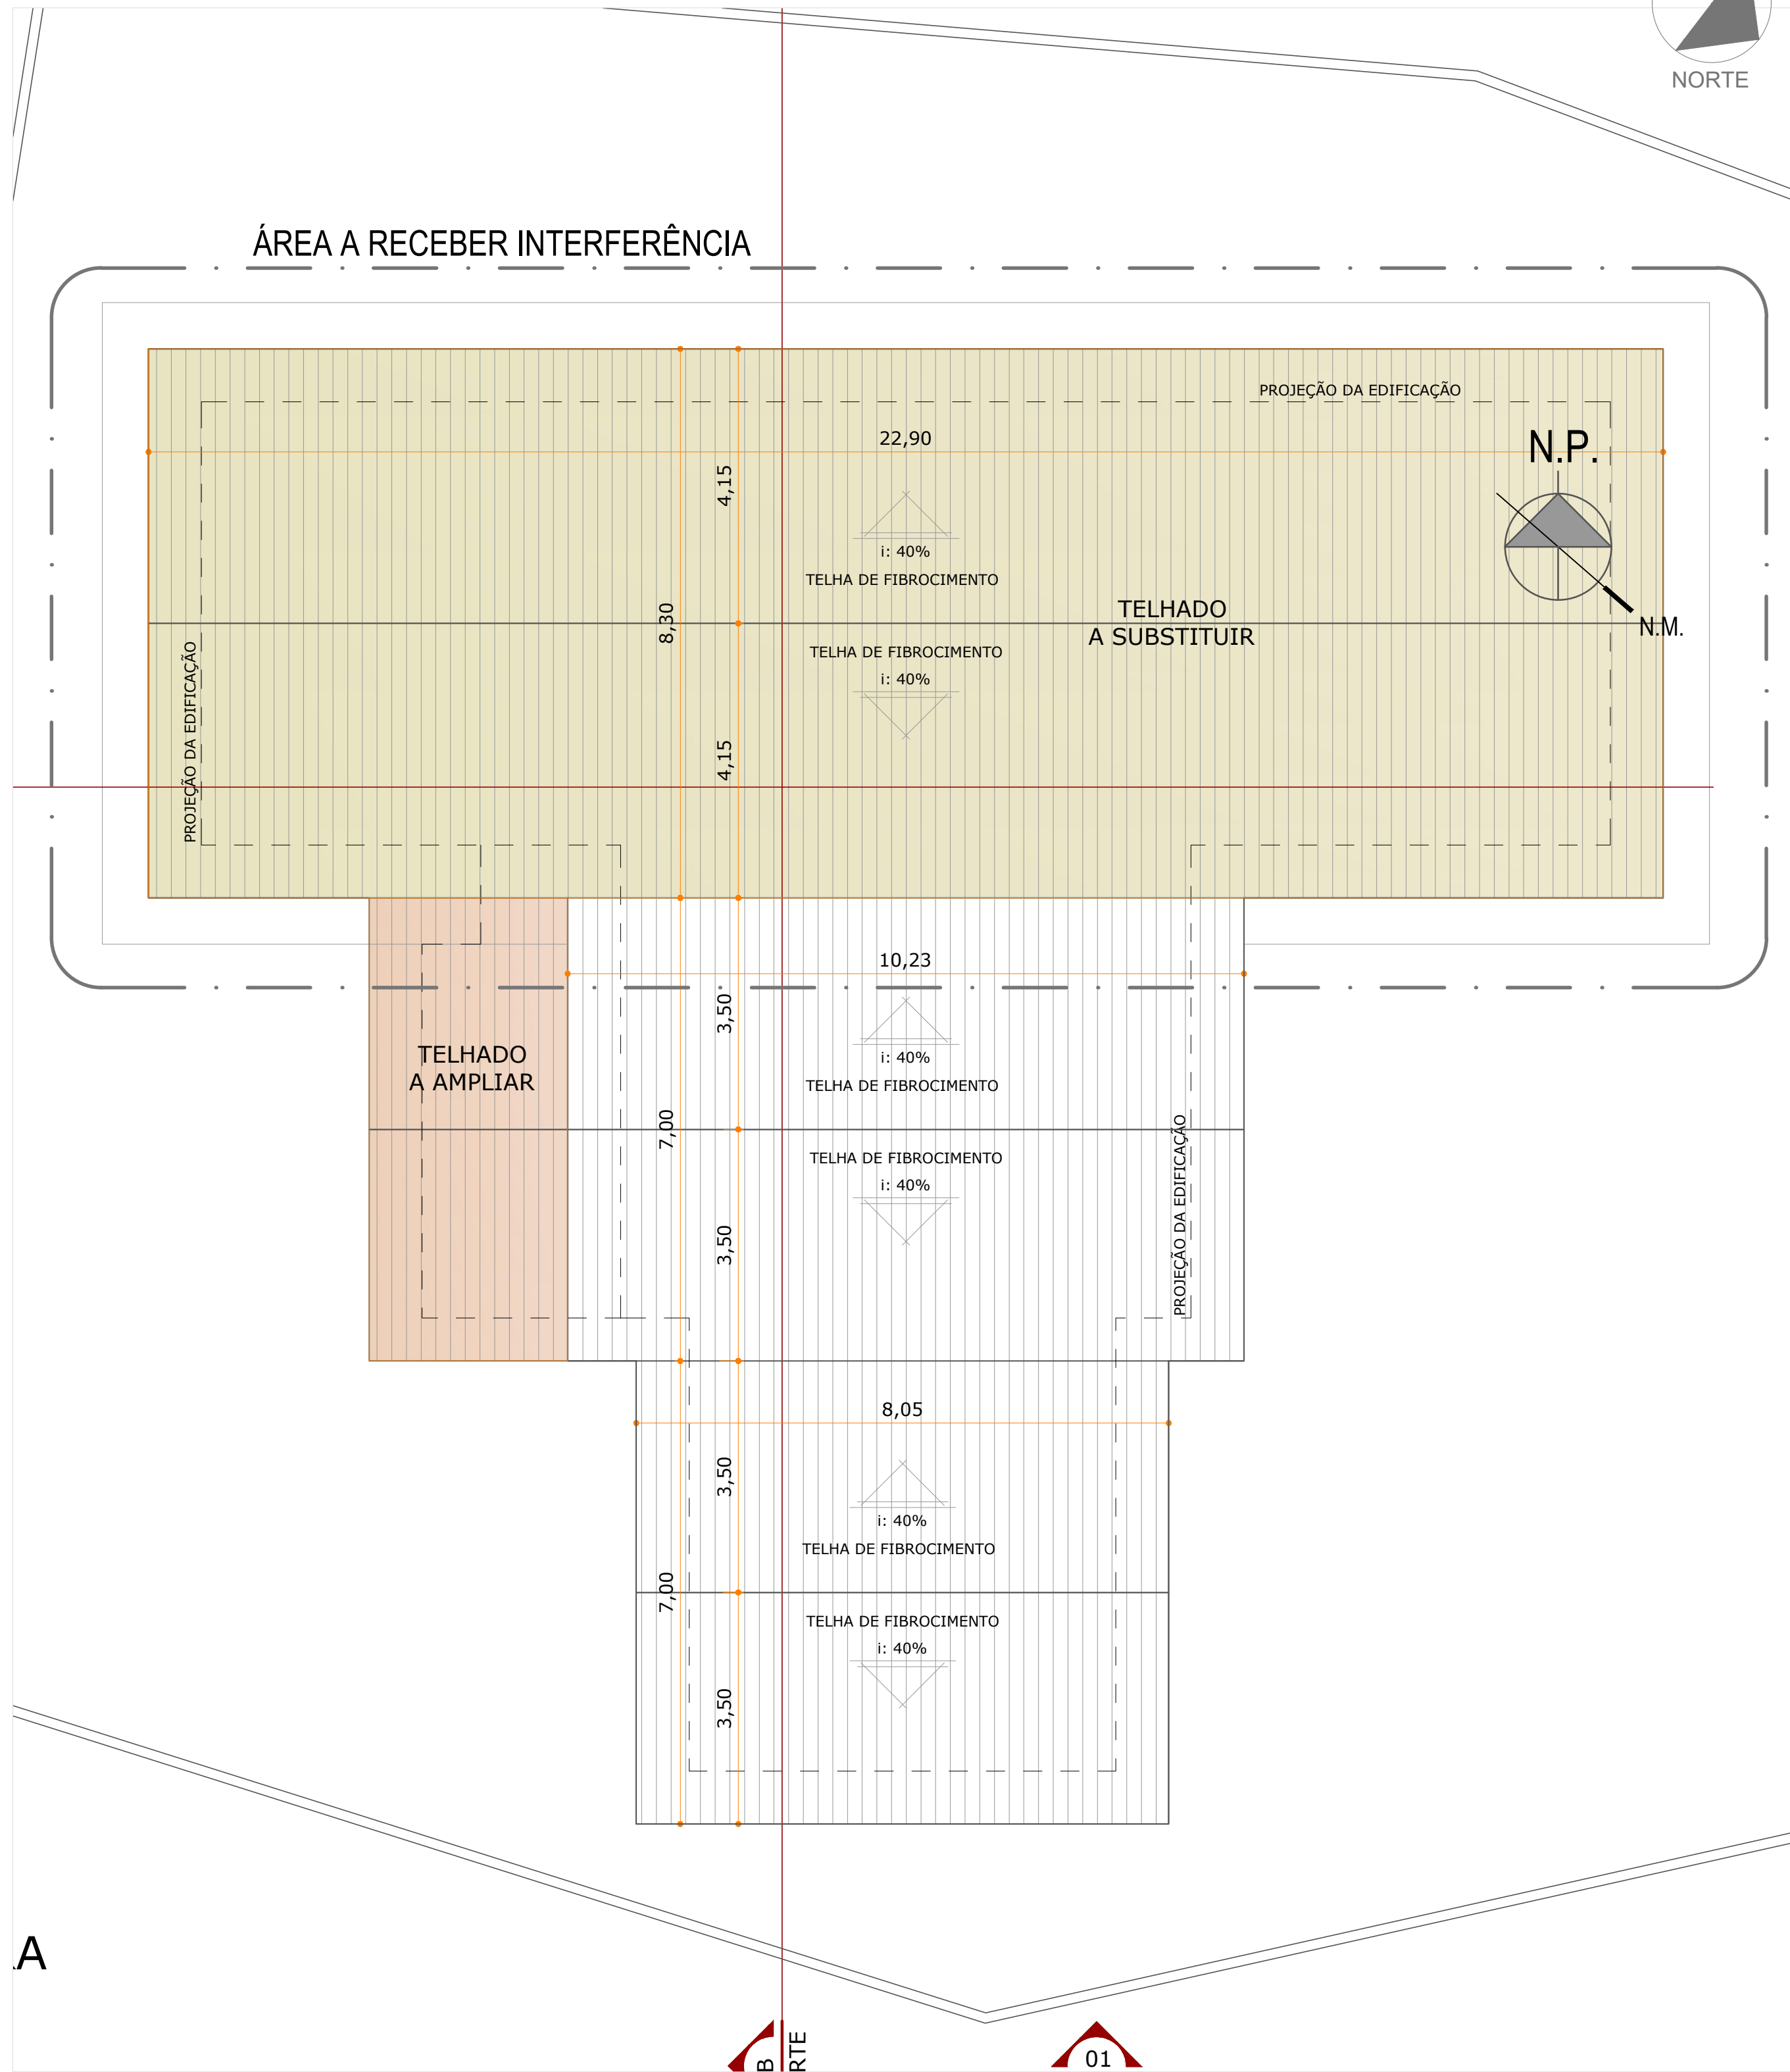 NORTE
ÁREA A RECEBER INTERFERÊNCIA
PROJEÇÃO DA EDIFICAÇÃO
22,90
N.P.
4,15
i: 40%
TELHA DE FIBROCIMENTO
TELHADO
A SUBSTITUIR
8,30
N.M.
TELHA DE FIBROCIMENTO
i: 40%
PROJEÇÃO DA EDIFICAÇÃO
4,15
10,23
3,50
TELHADO
A AMPLIAR
i: 40%
TELHA DE FIBROCIMENTO
7,00
TELHA DE FIBROCIMENTO
i: 40%
PROJEÇÃO DA EDIFICAÇÃO
3,50
8,05
3,50
i: 40%
TELHA DE FIBROCIMENTO
7,00
TELHA DE FIBROCIMENTO
i: 40%
3,50
A
B
RTE
01